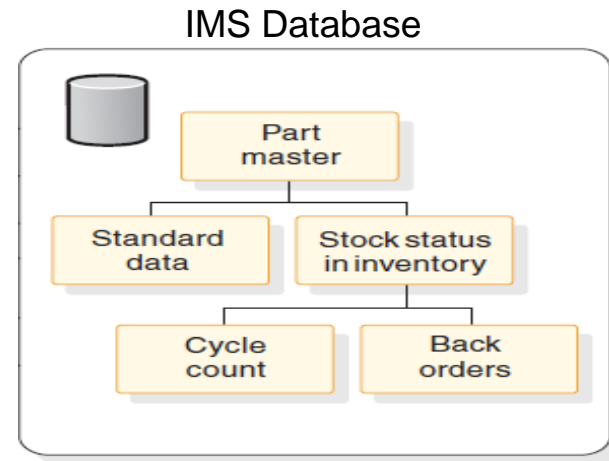 IMS Database
Part
master
Standard
data
Stock status
in inventory
Cycle
count
Back
orders